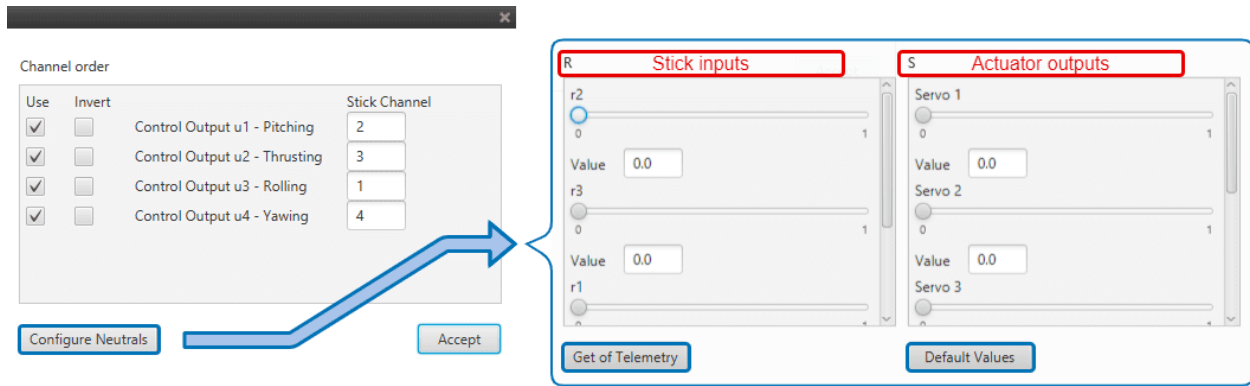 ×
Channel order
Use Invert Stick Channel
Control Output u1 - Pitching 2
Control Output u2 - Thrusting 3
Control Output u3 - Rolling 1
Control Output u4 - Yawing 4
Configure Neutrals Accept
R Stick inputs
r2
0 1
Value 0.0
r3
0 1
Value 0.0
r1
Get of Telemetry
S Actuator outputs
Servo 1
0 1
Value 0.0
Servo 2
0 1
Value 0.0
Servo 3
Default Values